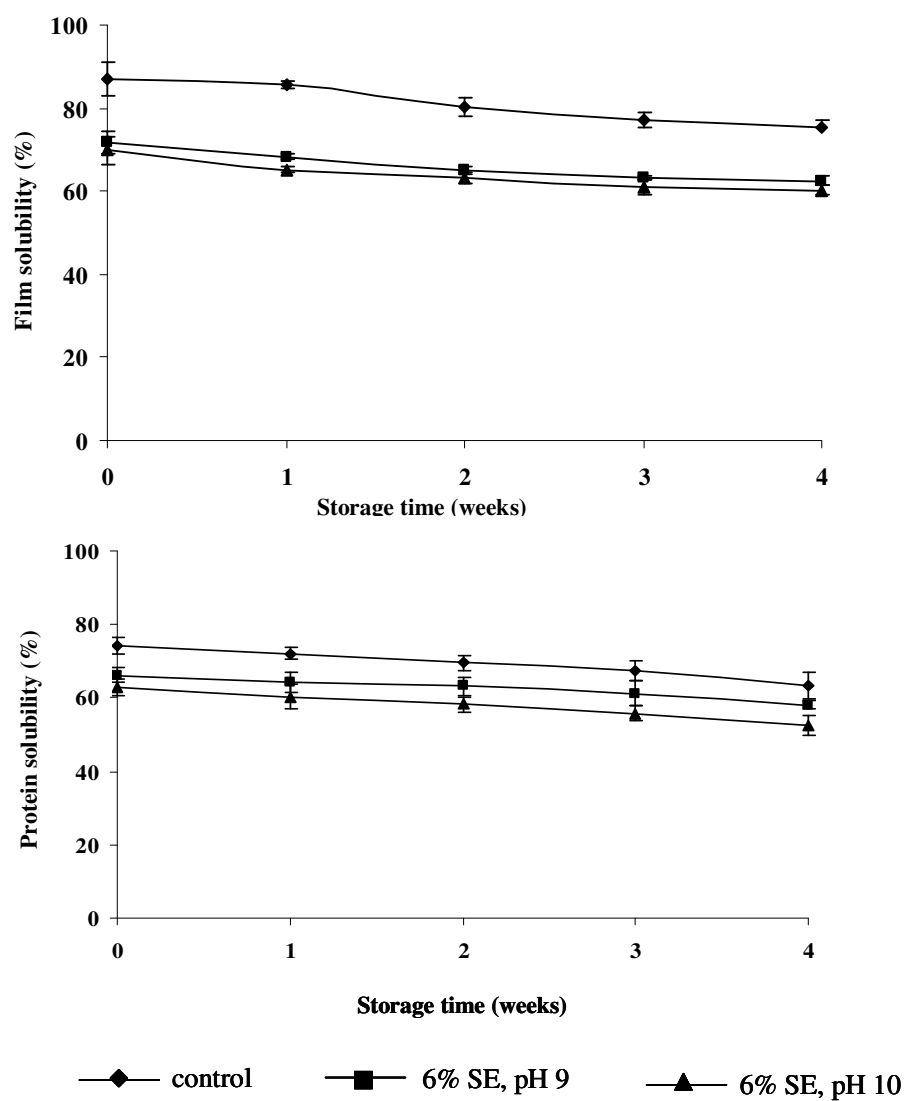 100
80
60
40
20
0
Film solubility (%)
0 1 2 3 4
Storage time (weeks)
100
80
60
40
20
0
Protein solubility (%)
0 1 2 3 4
Storage time (weeks)
control 6% SE, pH 9 6% SE, pH 10